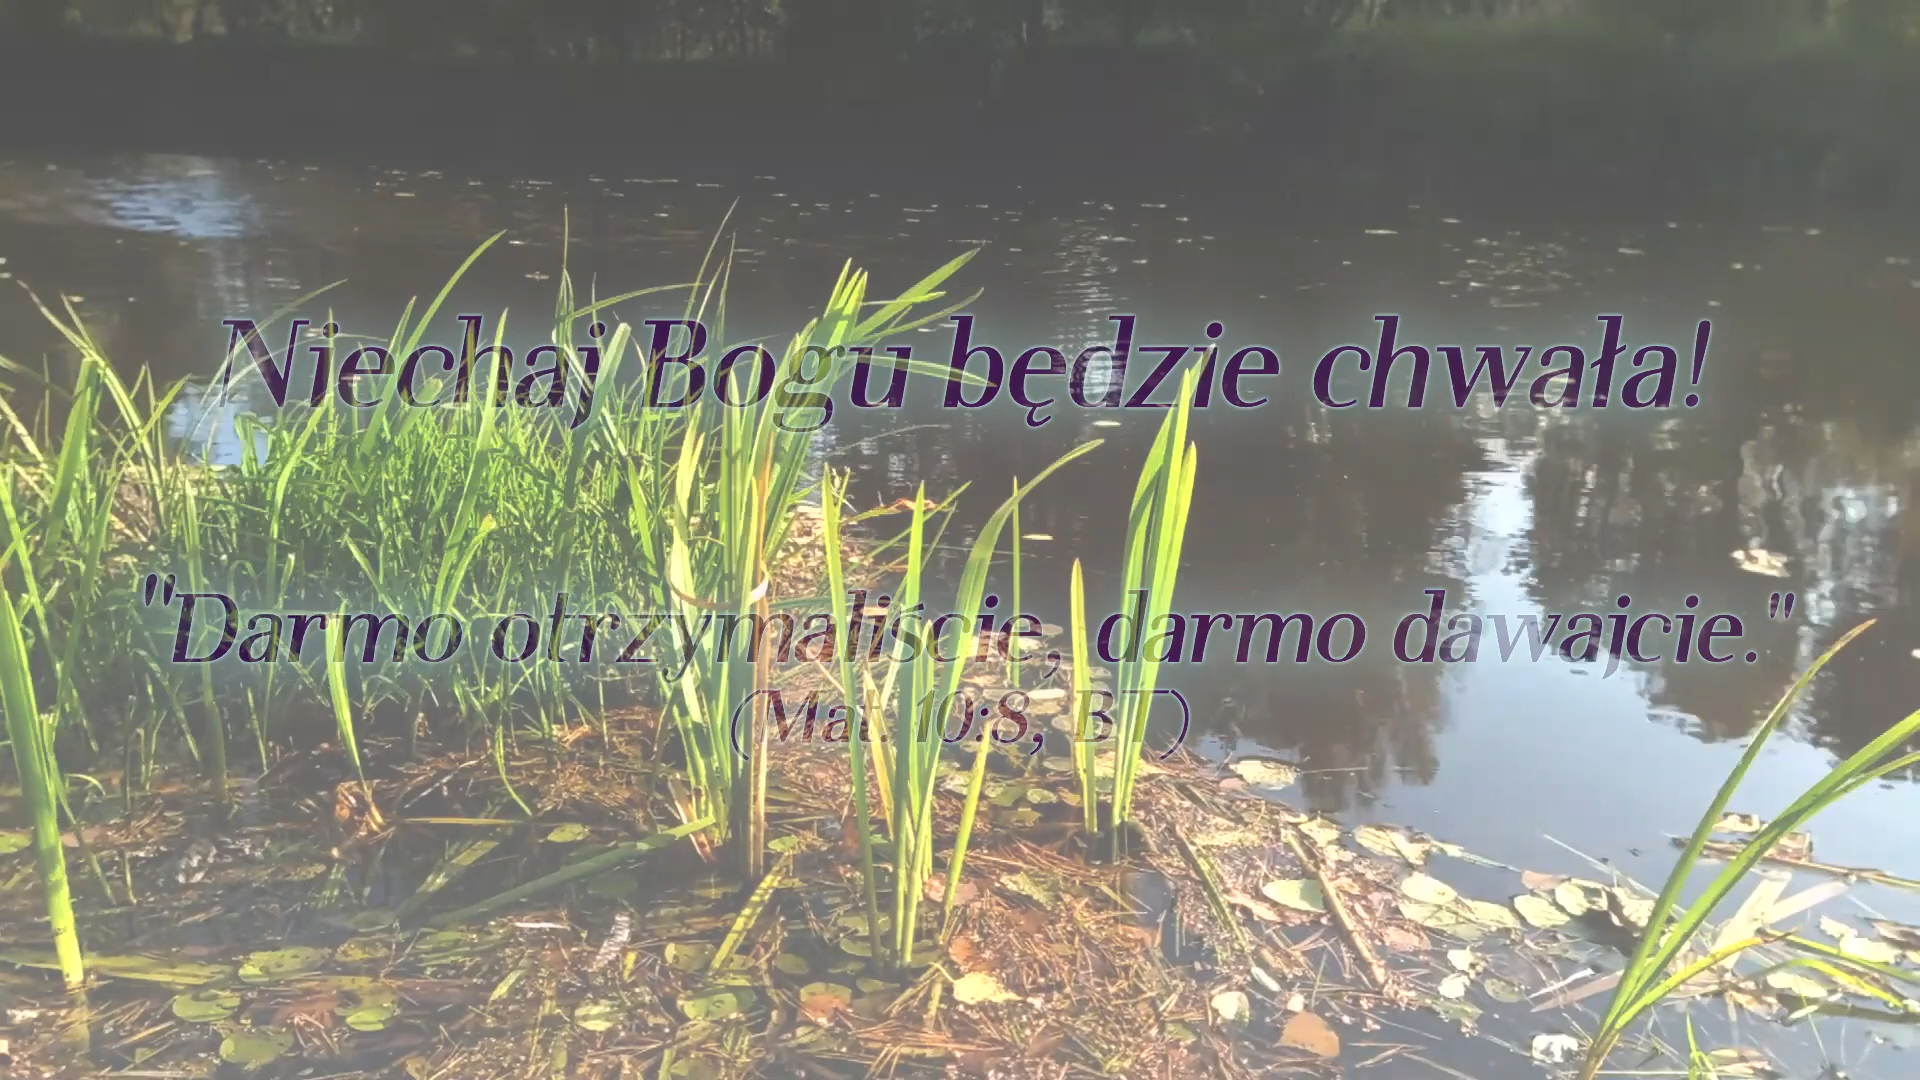 Niechaj Bogu będzie chwała!
"Darmo otrzymaliście, darmo dawajcie."
(Mat. 10:8, BT)